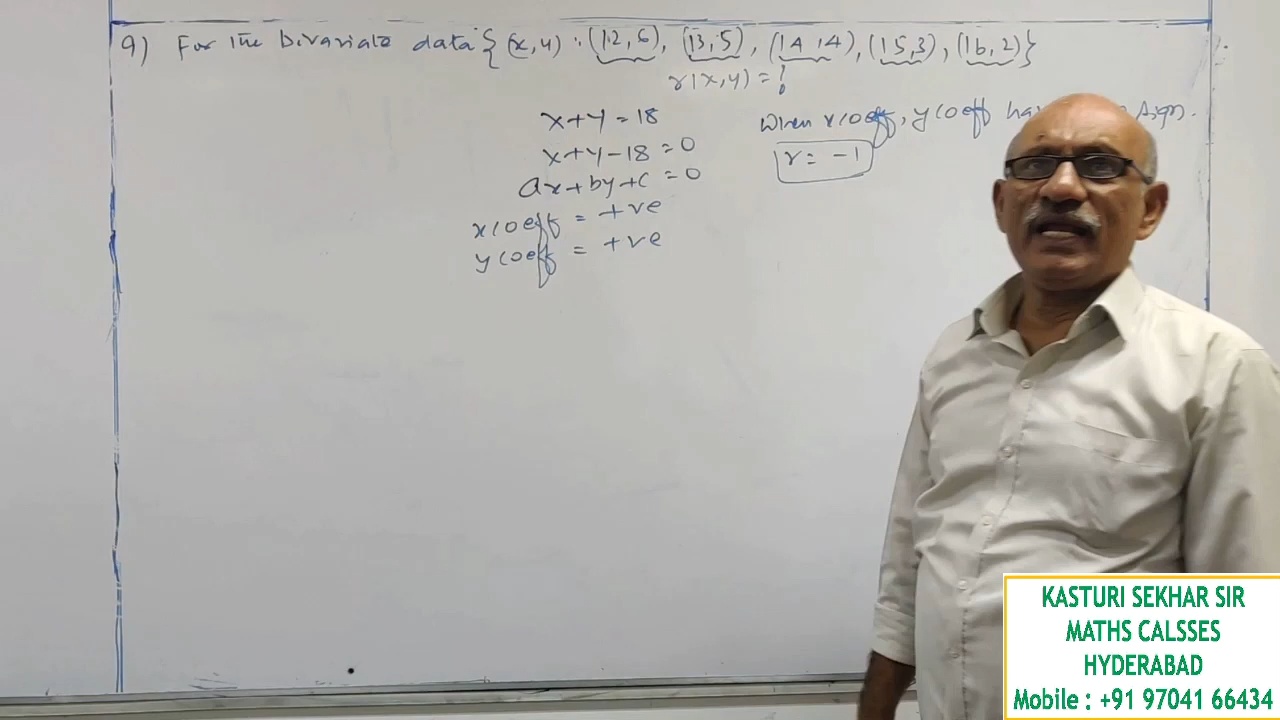 9) For the bivariate data {(x,y) : (12,6), (13,5), (14,4), (15,3), (16,2)}
r(x,y) = ?
x+y = 18
x+y-18 = 0
ax+by+c = 0
x coeff = +ve
y coeff = +ve
When x coeff, y coeff sign.
r = -1
KASTURI SEKHAR SIR
MATHS CALSSES
HYDERABAD
Mobile : +91 97041 66434